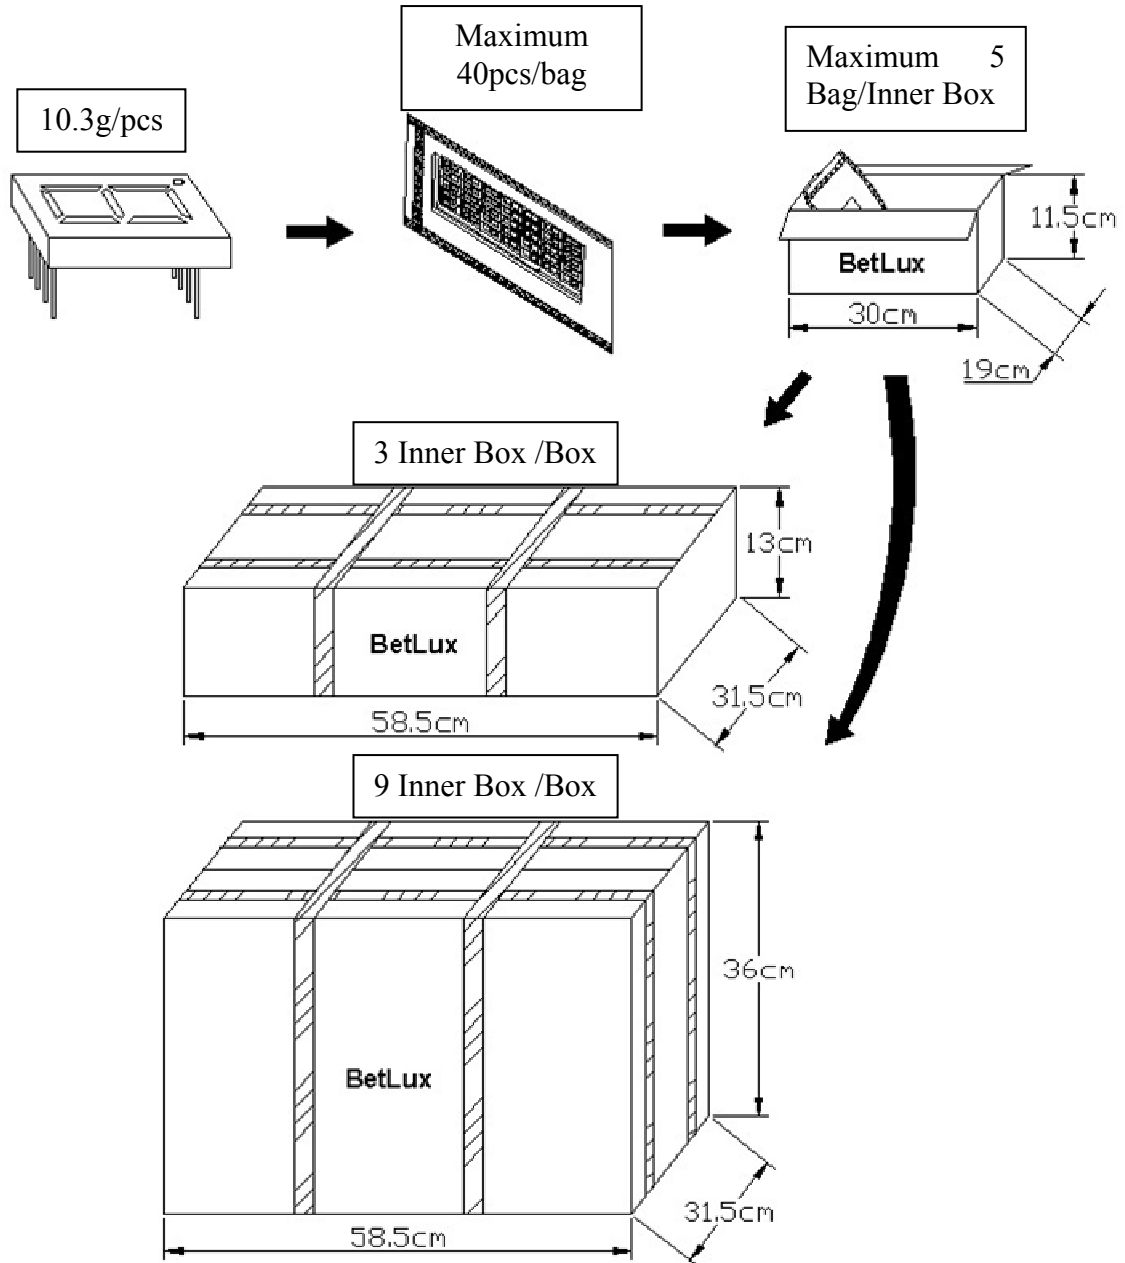 10.3g/pcs
Maximum
40pcs/bag
Maximum 5
Bag/Inner Box
BetLux
11.5cm
30cm
19cm
3 Inner Box /Box
BetLux
13cm
31.5cm
58.5cm
9 Inner Box /Box
BetLux
36cm
31.5cm
58.5cm